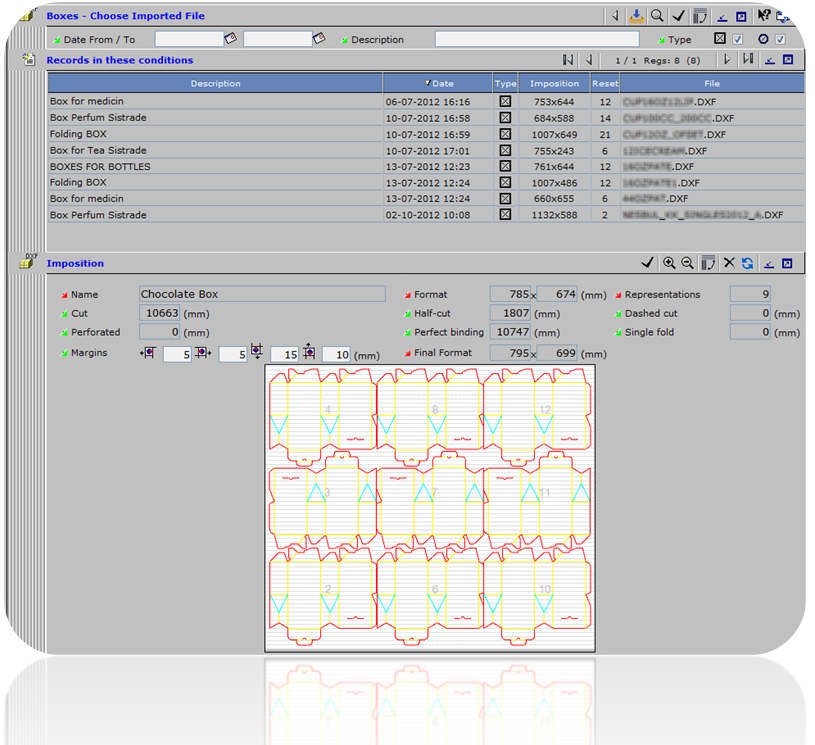 Boxes - Choose Imported File
Date From / To Description Type
Records in these conditions 1 / 1 Regs: 8 (8)
Description Date Type Imposition Reset File
Box for medicin 06-07-2012 16:16 753x644 12 .DXF
Box Perfum Sistrade 10-07-2012 16:58 684x588 14 .DXF
Folding BOX 10-07-2012 16:59 1007x649 21 .DXF
Box for Tea Sistrade 10-07-2012 17:01 755x243 6 .DXF
BOXES FOR BOTTLES 13-07-2012 12:23 761x644 12 .DXF
Folding BOX 13-07-2012 12:24 1007x486 12 .DXF
Box for medicin 13-07-2012 12:24 660x655 6 .DXF
Box Perfum Sistrade 02-10-2012 10:08 1132x588 2 .DXF
DXF
Imposition
Name Chocolate Box Format 785 x 674 (mm) Representations 9
Cut 10663 (mm) Half-cut 1807 (mm) Dashed cut 0 (mm)
Perforated 0 (mm) Perfect binding 10747 (mm) Single fold 0 (mm)
Margins 5 5 15 10 (mm) Final Format 795 x 699 (mm)
4 8 12
3 7 11
2 6 10